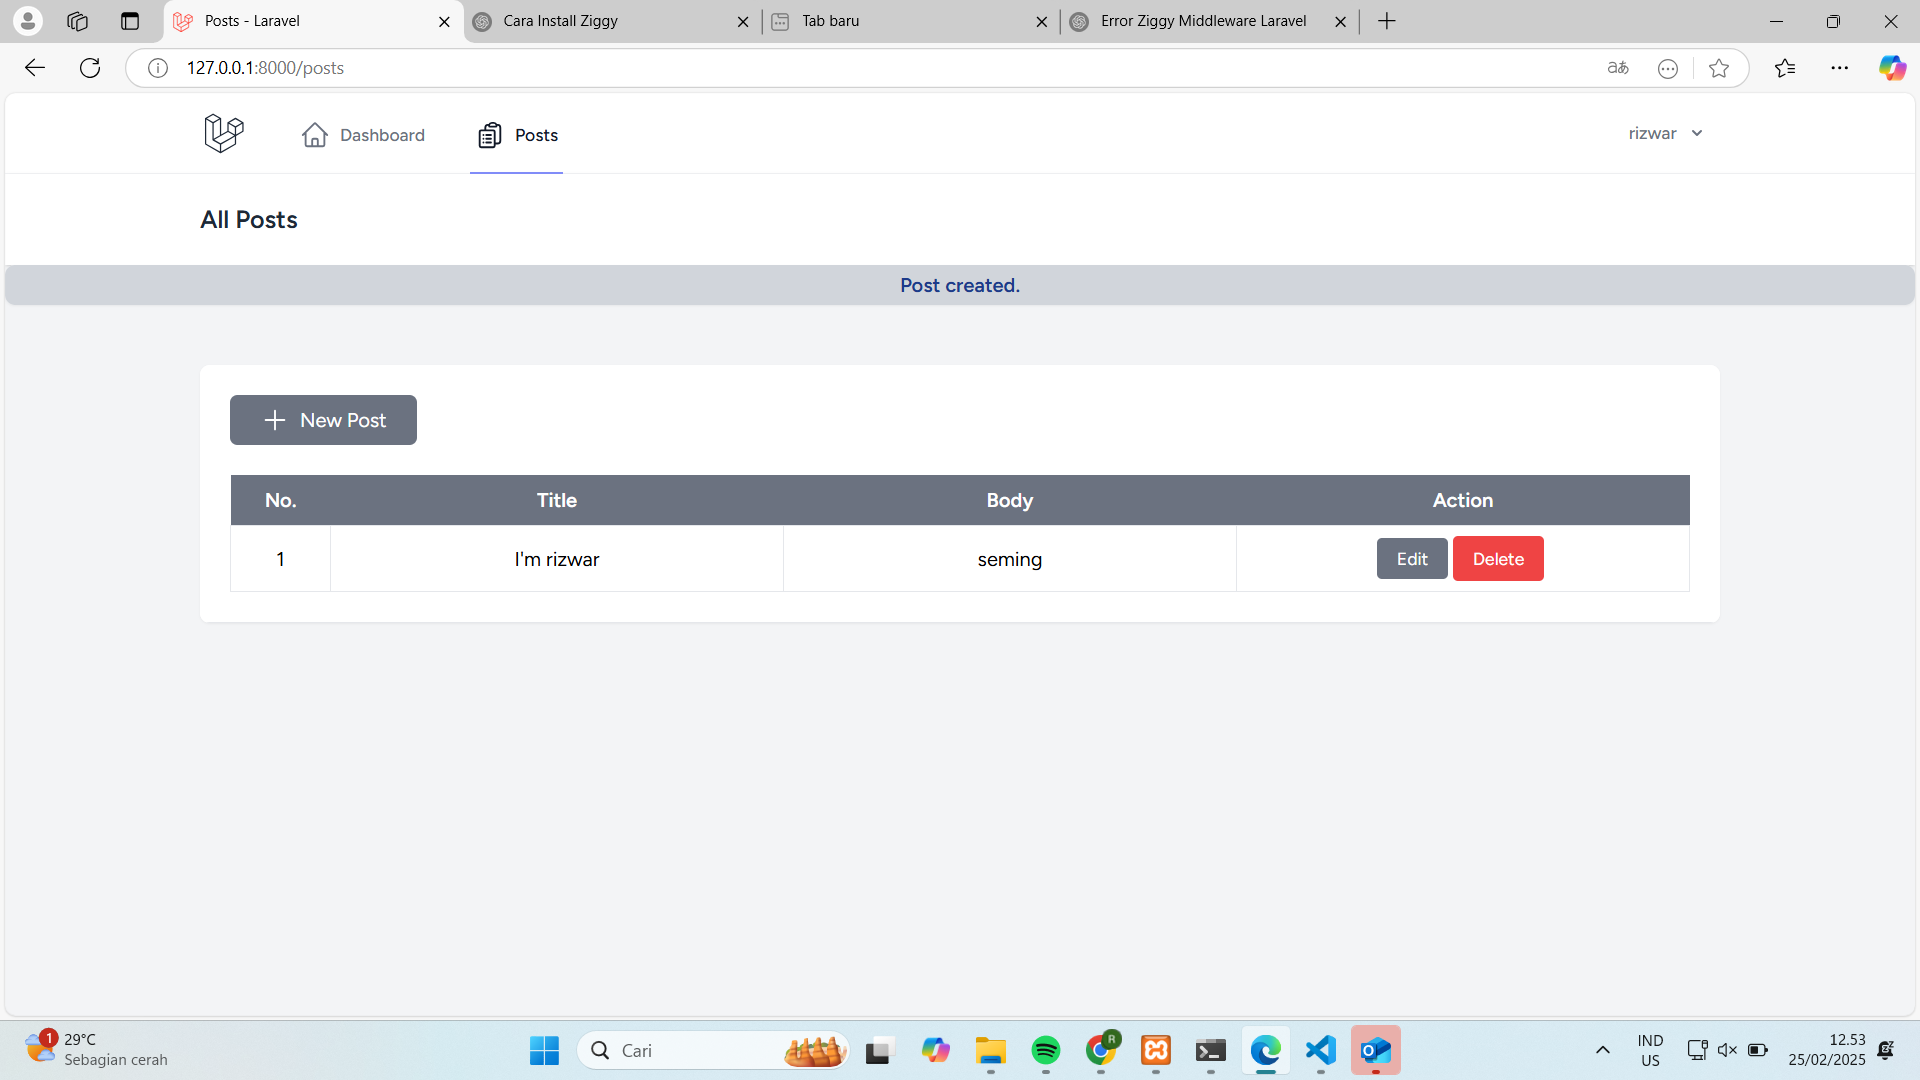 Posts - Laravel
Cara Install Ziggy
Tab baru
Error Ziggy Middleware Laravel
127.0.0.1:8000/posts
aあ
Dashboard
Posts
rizwar
All Posts
Post created.
New Post
No. Title Body Action
1 I'm rizwar seming Edit Delete
1
29°C
Sebagian cerah
Cari
R
IND
US
12.53
25/02/2025